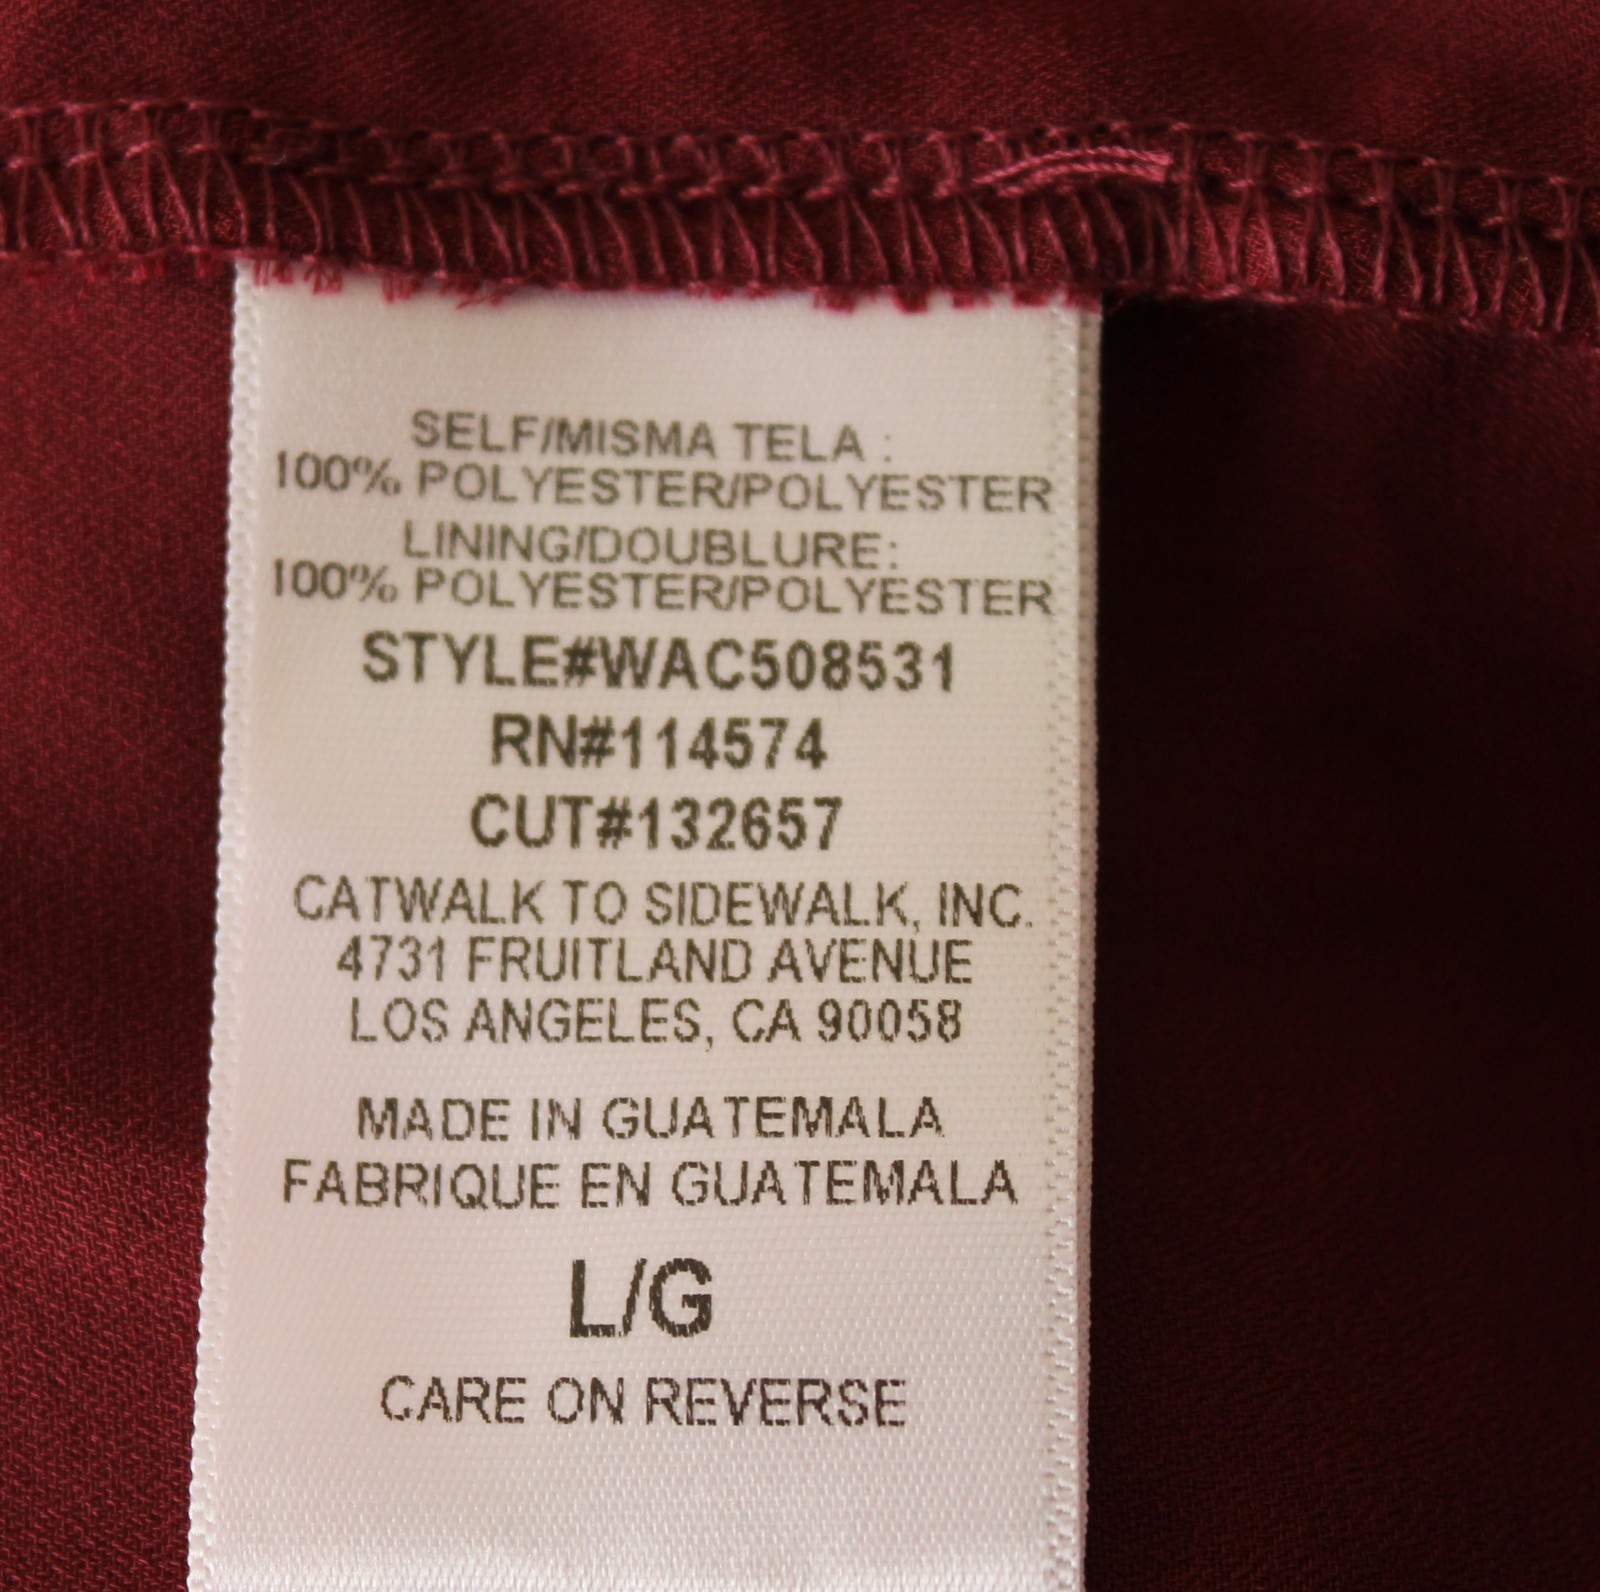 SELF/MISMA TELA :
100% POLYESTER/POLYESTER
LINING/DOUBLURE:
100% POLYESTER/POLYESTER
STYLE#WAC508531
RN#114574
CUT#132657
CATWALK TO SIDEWALK, INC.
4731 FRUITLAND AVENUE
LOS ANGELES, CA 90058
MADE IN GUATEMALA
FABRIQUE EN GUATEMALA
L/G
CARE ON REVERSE